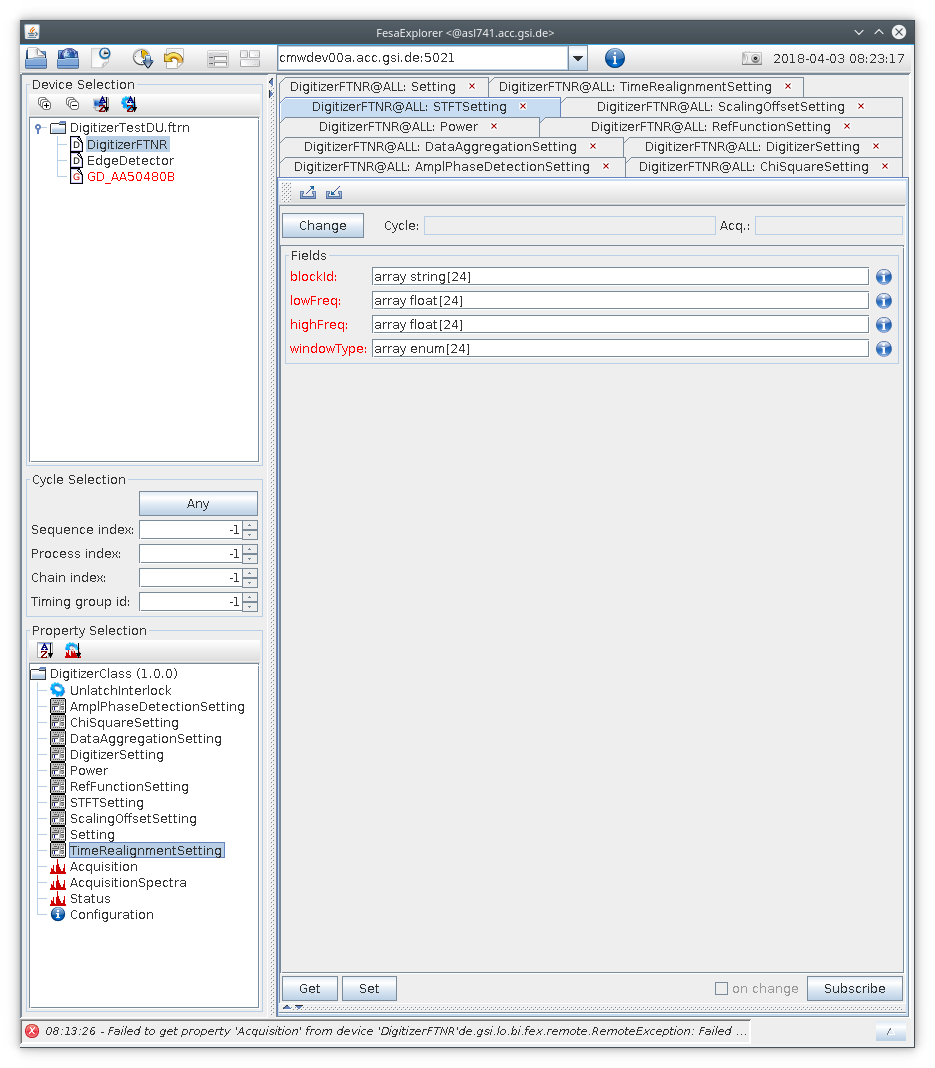 FesaExplorer <@asl741.acc.gsi.de>
cmwdev00a.acc.gsi.de:5021
2018-04-03 08:23:17
Device Selection
DigitizerTestDU.ftrn
DigitizerFTNR
EdgeDetector
GD_AA50480B
Cycle Selection
Any
Sequence index: -1
Process index: -1
Chain index: -1
Timing group id: -1
Property Selection
DigitizerClass (1.0.0)
UnlatchInterlock
AmplPhaseDetectionSetting
ChiSquareSetting
DataAggregationSetting
DigitizerSetting
Power
RefFunctionSetting
STFTSetting
ScalingOffsetSetting
Setting
TimeRealignmentSetting
Acquisition
AcquisitionSpectra
Status
Configuration
DigitizerFTNR@ALL: Setting × DigitizerFTNR@ALL: TimeRealignmentSetting ×
DigitizerFTNR@ALL: STFTSetting × DigitizerFTNR@ALL: ScalingOffsetSetting ×
DigitizerFTNR@ALL: Power × DigitizerFTNR@ALL: RefFunctionSetting ×
DigitizerFTNR@ALL: DataAggregationSetting × DigitizerFTNR@ALL: DigitizerSetting ×
DigitizerFTNR@ALL: AmplPhaseDetectionSetting × DigitizerFTNR@ALL: ChiSquareSetting ×
Change Cycle: Acq.:
Fields
blockId: array string[24]
lowFreq: array float[24]
highFreq: array float[24]
windowType: array enum[24]
Get Set on change Subscribe
08:13:26 - Failed to get property 'Acquisition' from device 'DigitizerFTNR'de.gsi.lo.bi.fex.remote.RemoteException: Failed ...